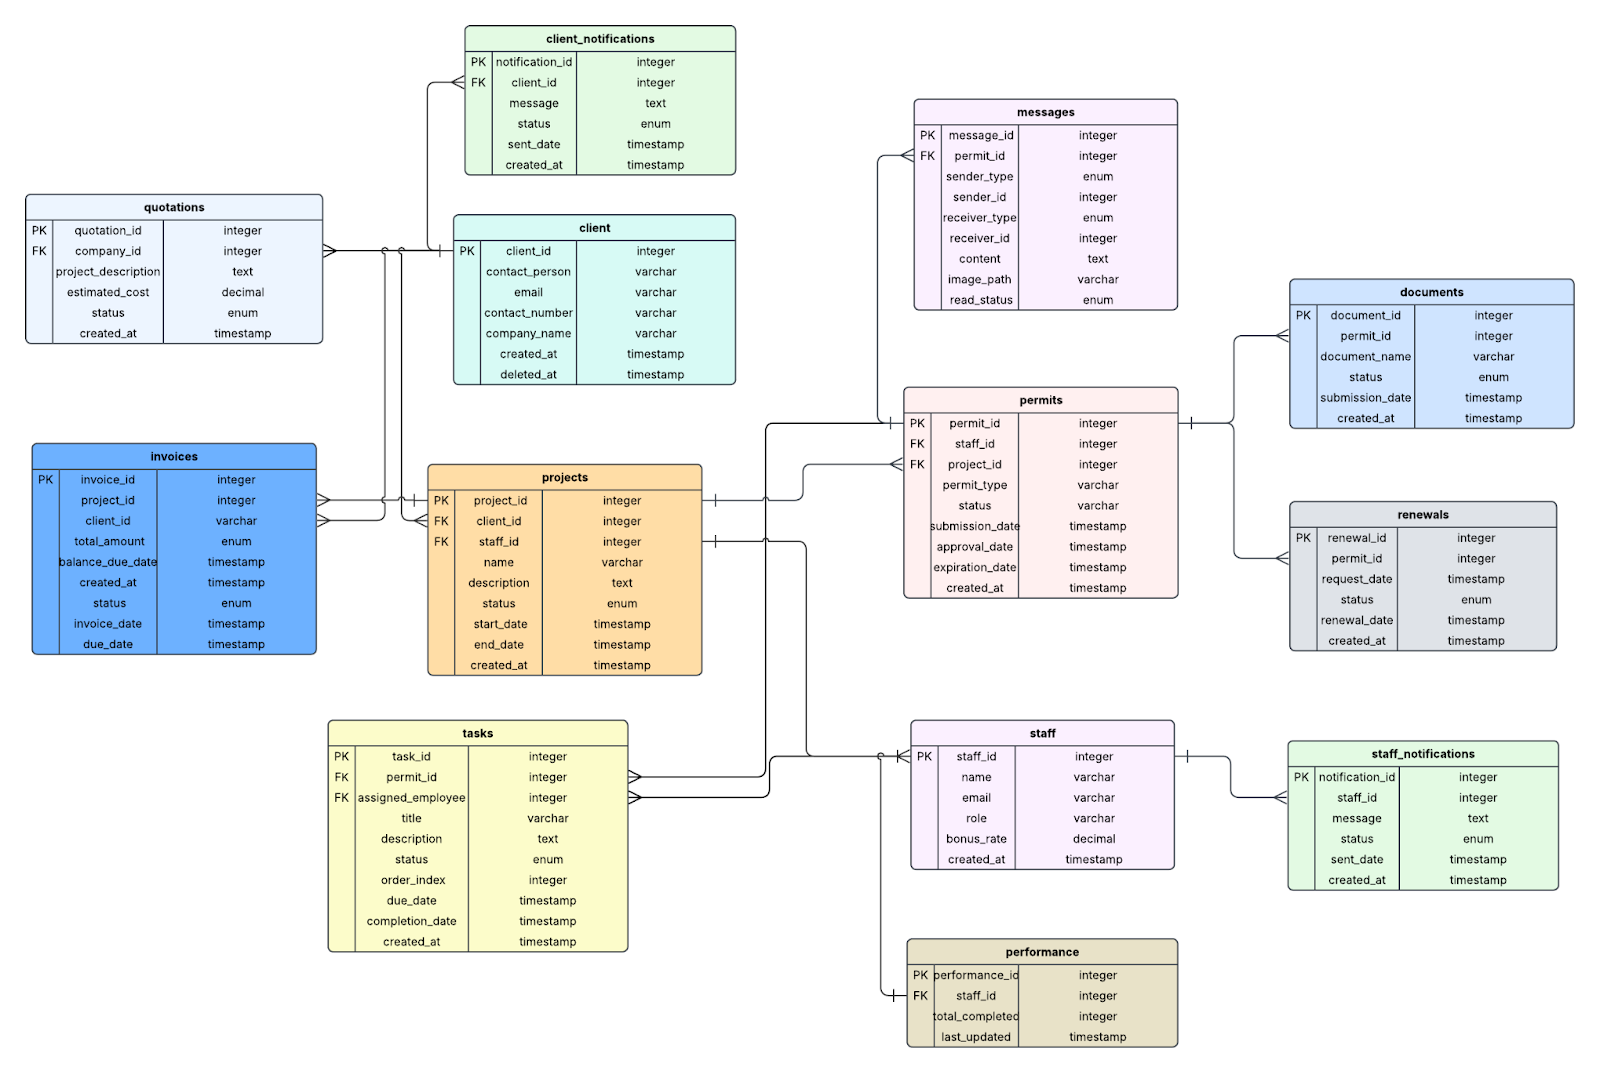 client_notifications
PK notification_id integer
FK client_id integer
message text
status enum
sent_date timestamp
created_at timestamp
messages
PK message_id integer
FK permit_id integer
sender_type enum
sender_id integer
receiver_type enum
receiver_id integer
content text
image_path varchar
read_status enum
quotations
PK quotation_id integer
FK company_id integer
project_description text
estimated_cost decimal
status enum
created_at timestamp
client
PK client_id integer
contact_person varchar
email varchar
contact_number varchar
company_name varchar
created_at timestamp
deleted_at timestamp
documents
PK document_id integer
permit_id integer
document_name varchar
status enum
submission_date timestamp
created_at timestamp
permits
PK permit_id integer
FK staff_id integer
FK project_id integer
permit_type varchar
status varchar
submission_date timestamp
approval_date timestamp
expiration_date timestamp
created_at timestamp
invoices
PK invoice_id integer
project_id integer
client_id varchar
total_amount enum
balance_due_date timestamp
created_at timestamp
status enum
invoice_date timestamp
due_date timestamp
projects
PK project_id integer
FK client_id integer
FK staff_id integer
name varchar
description text
status enum
start_date timestamp
end_date timestamp
created_at timestamp
renewals
PK renewal_id integer
permit_id integer
request_date timestamp
status enum
renewal_date timestamp
created_at timestamp
tasks
PK task_id integer
FK permit_id integer
FK assigned_employee integer
title varchar
description text
status enum
order_index integer
due_date timestamp
completion_date timestamp
created_at timestamp
staff
PK staff_id integer
name varchar
email varchar
role varchar
bonus_rate decimal
created_at timestamp
staff_notifications
PK notification_id integer
staff_id integer
message text
status enum
sent_date timestamp
created_at timestamp
performance
PK performance_id integer
FK staff_id integer
total_completed integer
last_updated timestamp